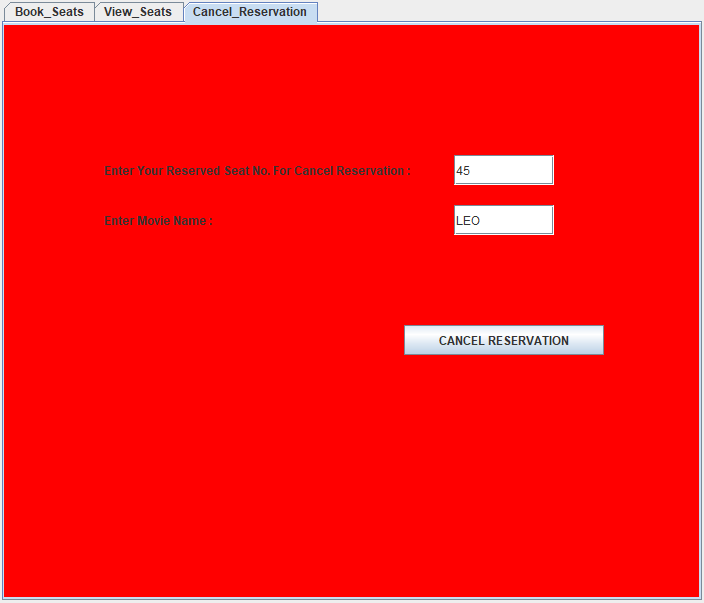 Book_Seats View_Seats Cancel_Reservation
Enter Your Reserved Seat No. For Cancel Reservation : 45
Enter Movie Name : LEO
CANCEL RESERVATION